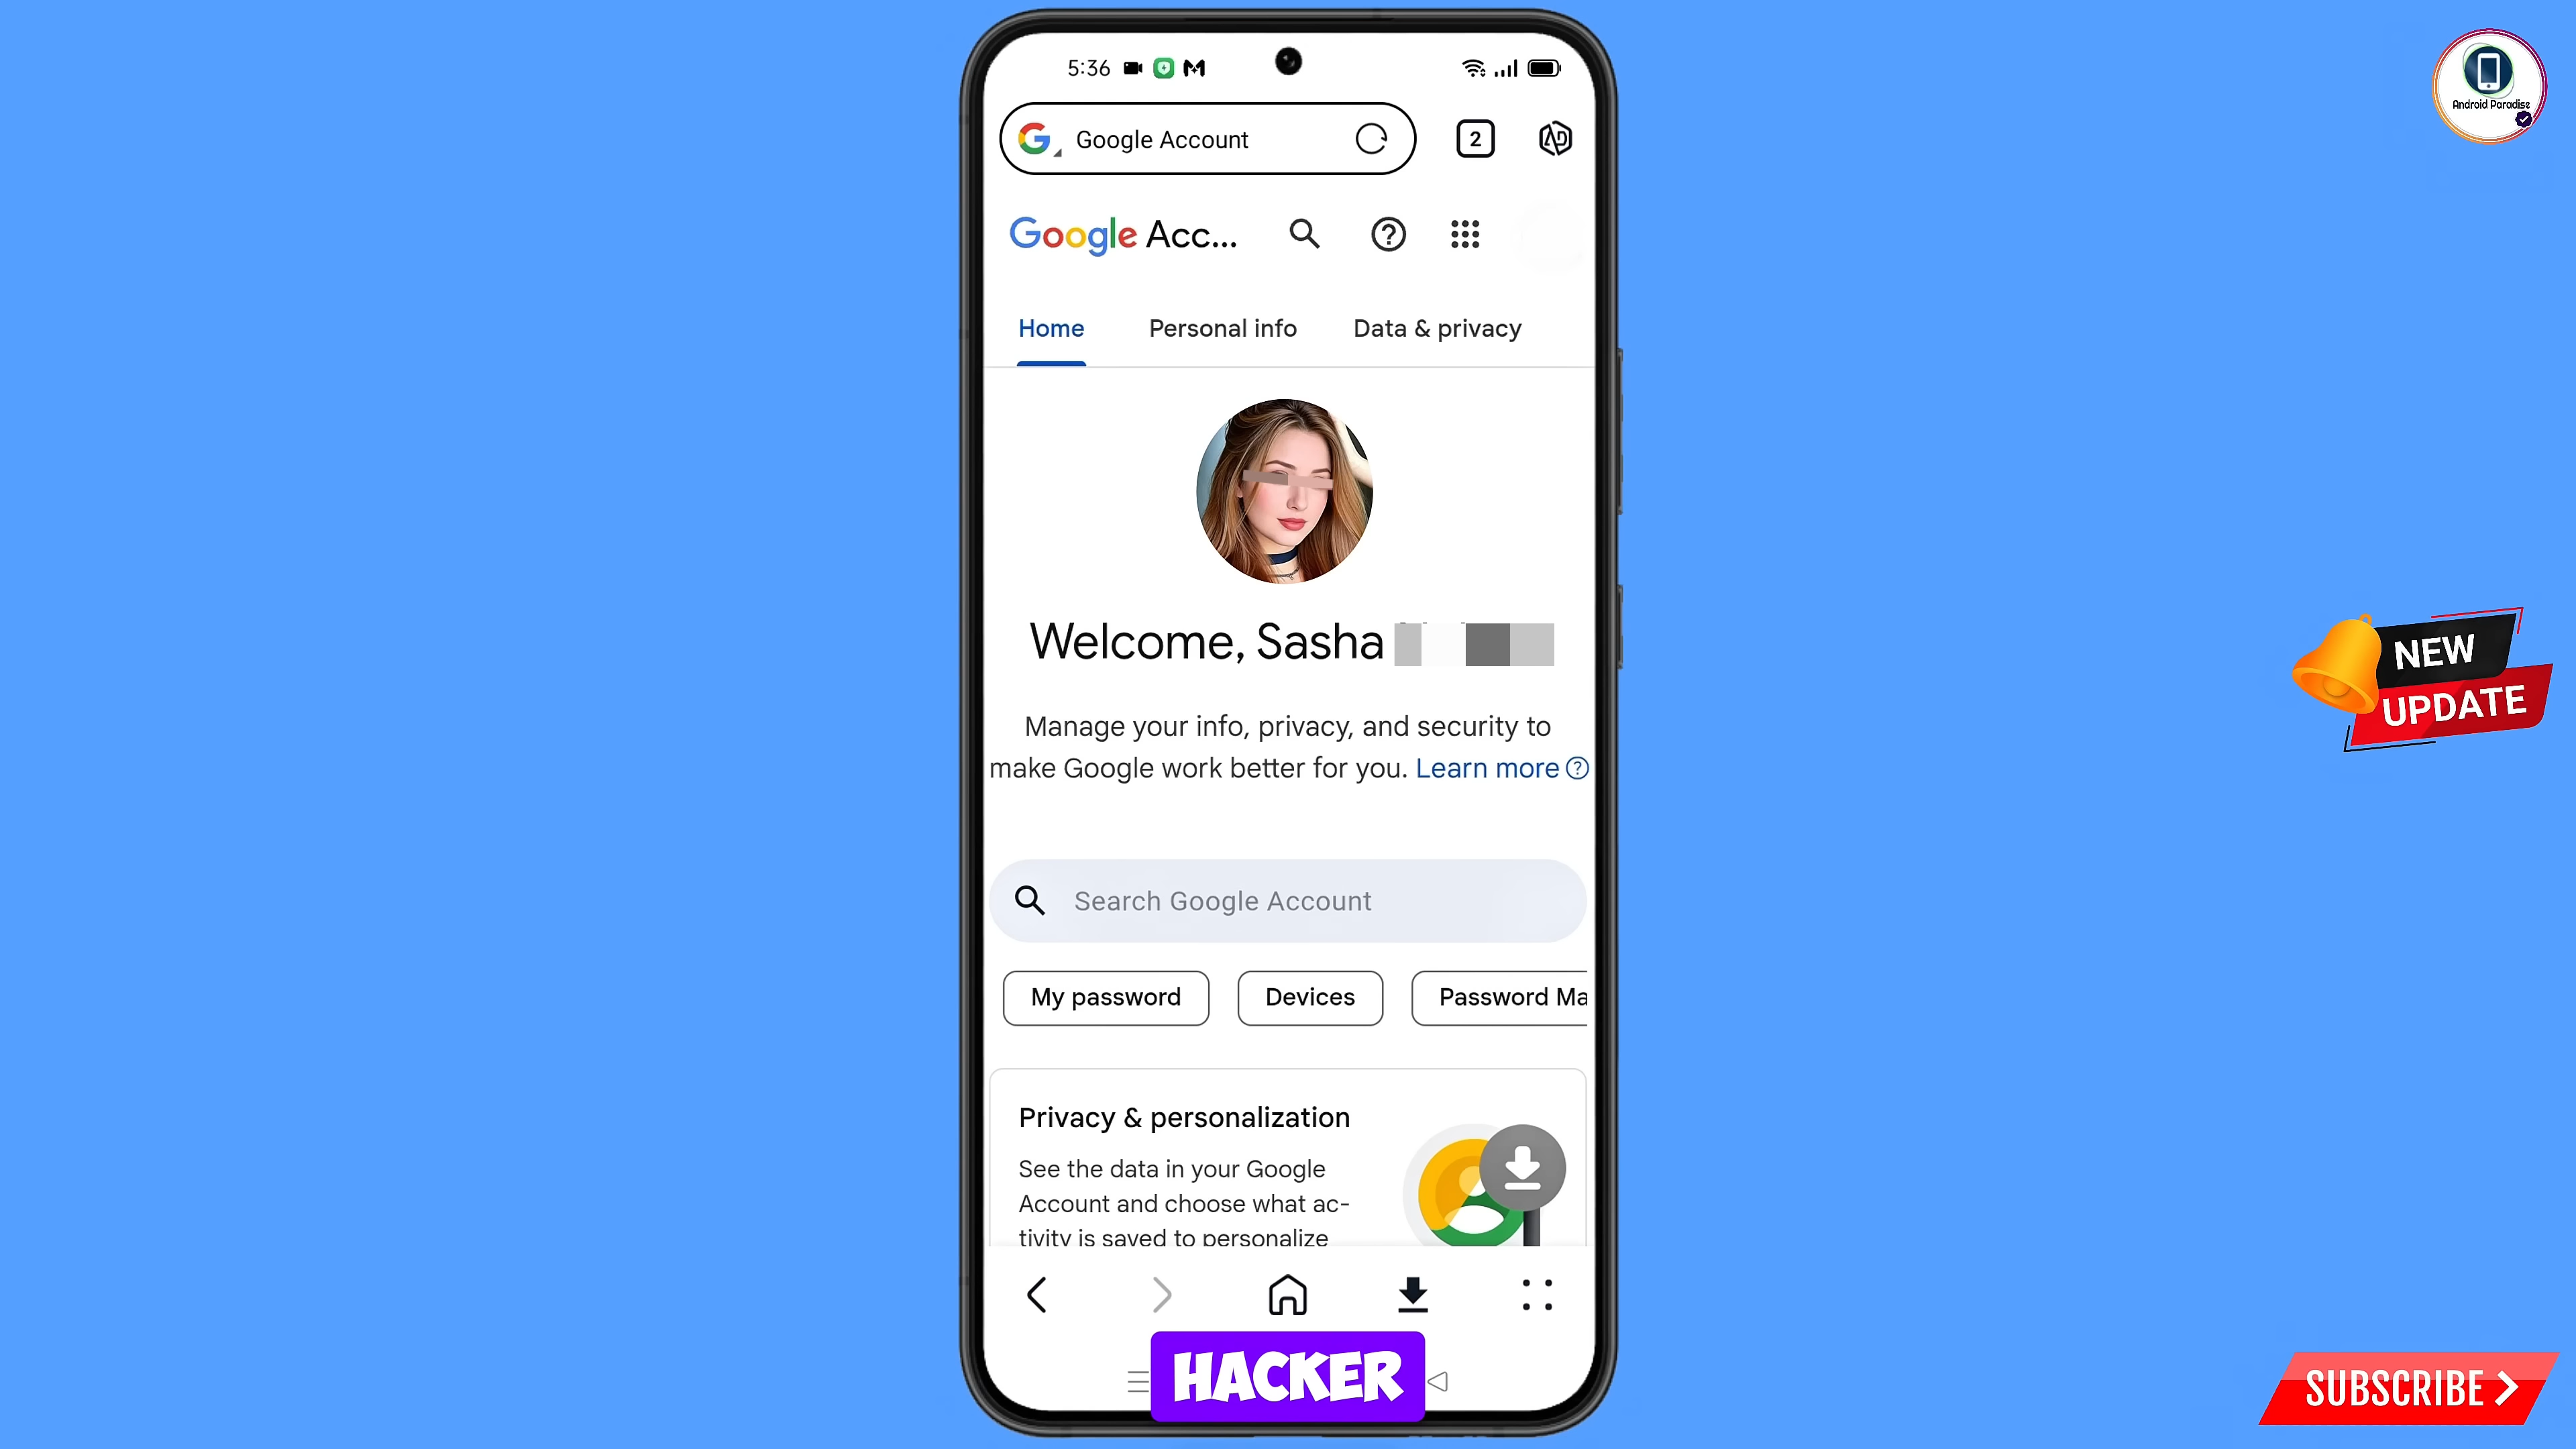 5:36
Google Account
2
Android Paradise
Google Acc...
Home Personal info Data & privacy
Welcome, Sasha
Manage your info, privacy, and security to
make Google work better for you. Learn more
NEW
UPDATE
Search Google Account
My password Devices Password Ma
Privacy & personalization
See the data in your Google
Account and choose what ac-
tivity is saved to personalize
HACKER
SUBSCRIBE